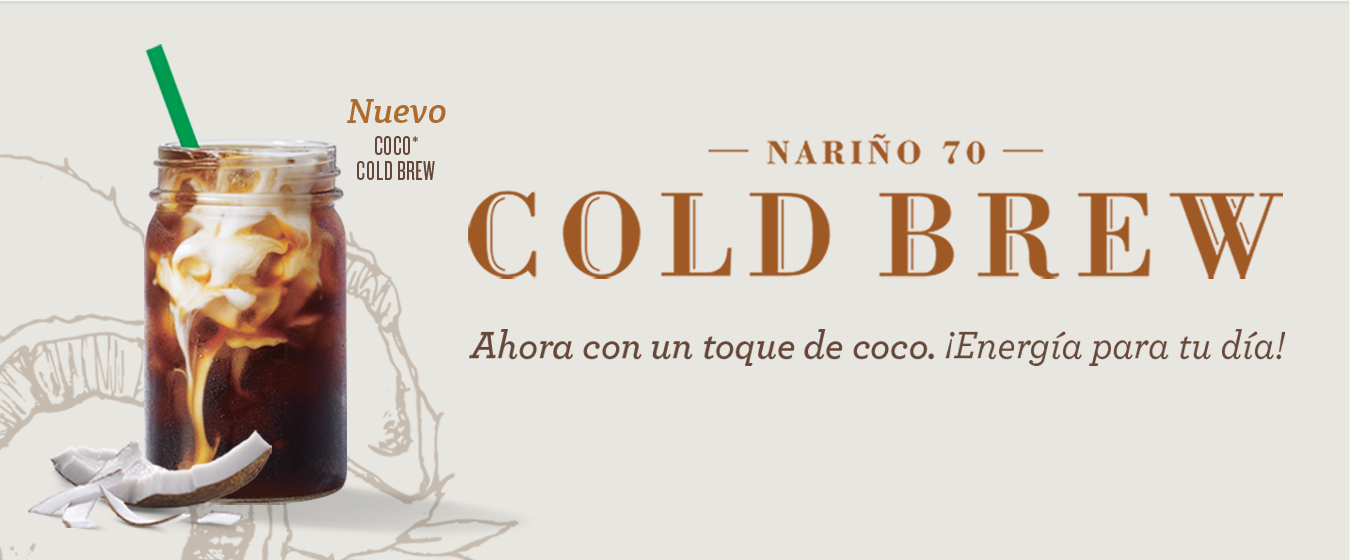 Nuevo
COCO*
COLD BREW
— NARIÑO 70 —
COLD BREW
Ahora con un toque de coco. ¡Energía para tu día!